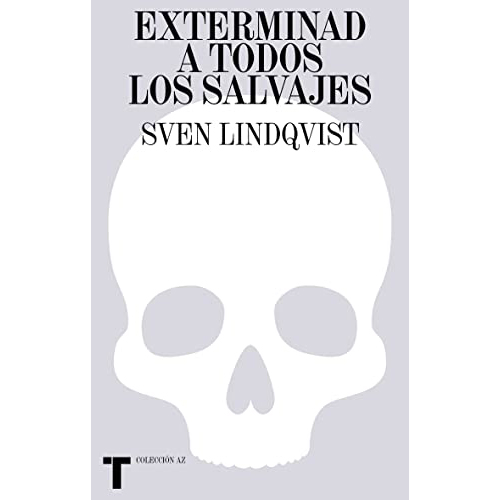 EXTERMINAD
A TODOS
LOS SALVAJES
SVEN LINDQVIST
COLECCIÓN AZ
T